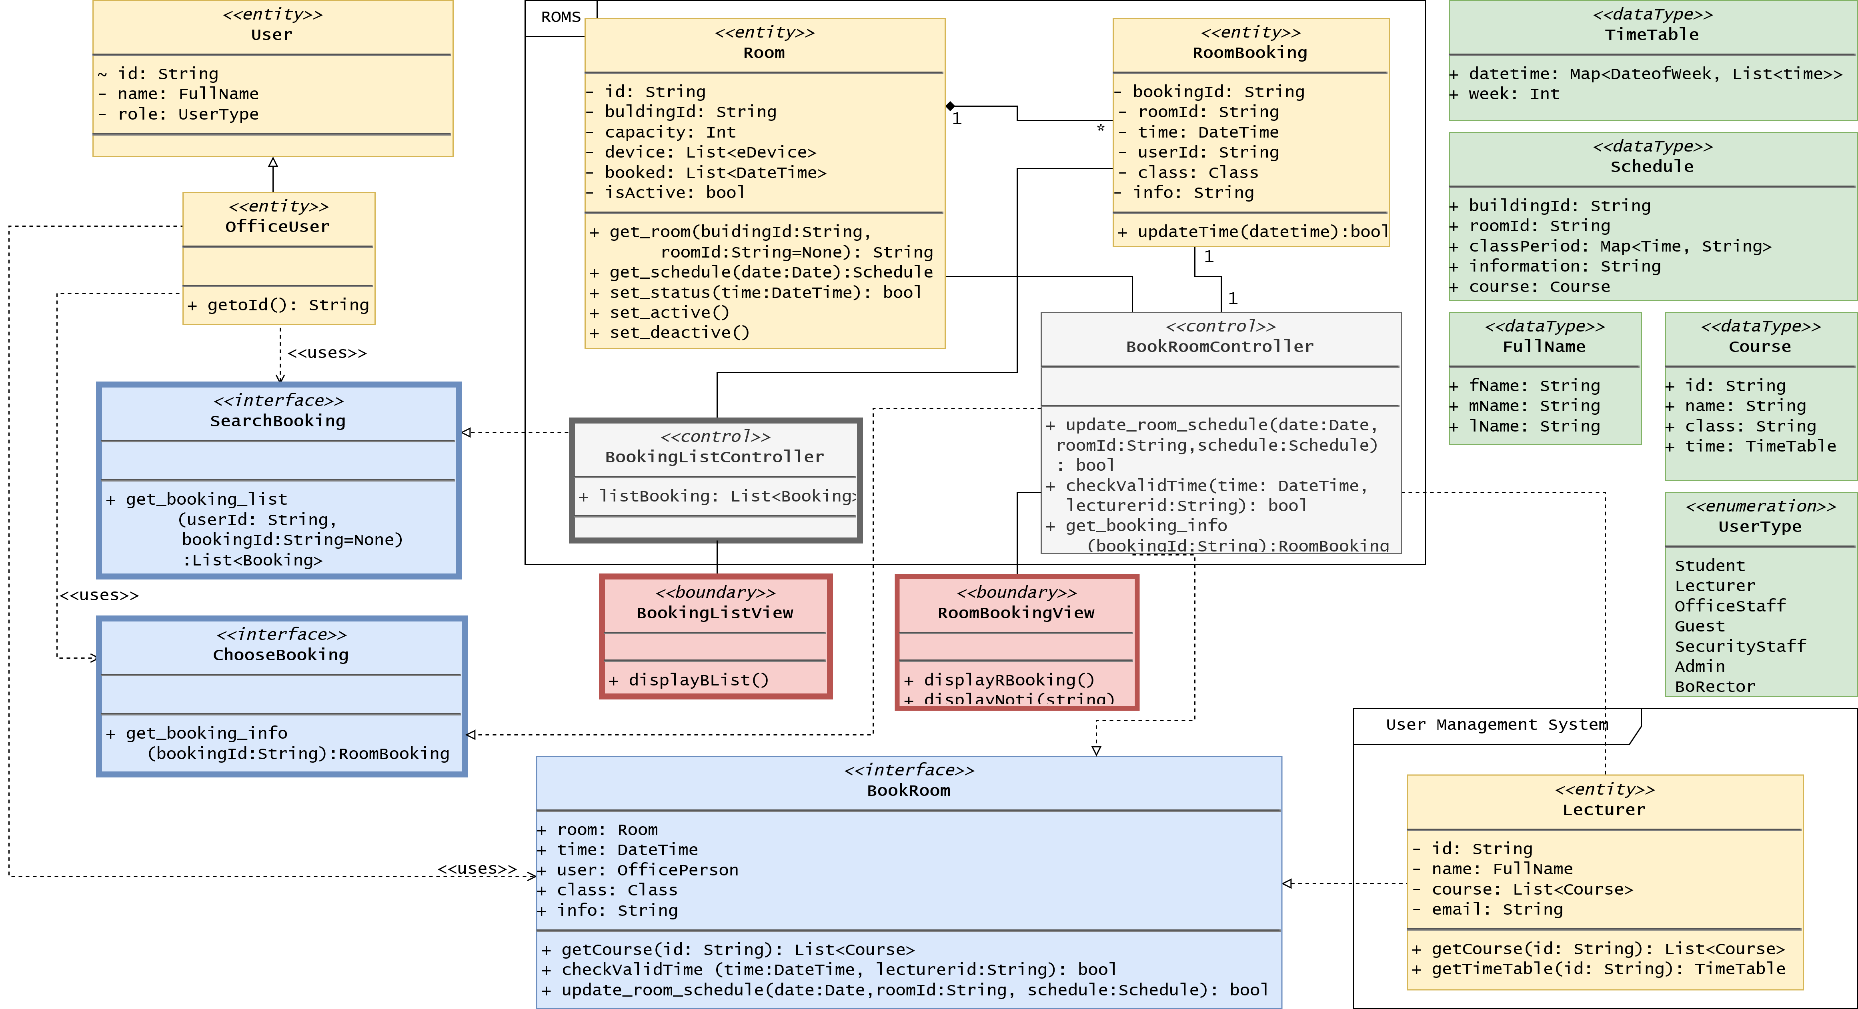 <<entity>>
User
~ id: String
- name: FullName
- role: UserType
<<entity>>
OfficeUser
+ getoId(): String
<<uses>>
<<interface>>
SearchBooking
+ get_booking_list
(userId: String,
bookingId:String=None)
:List<Booking>
<<uses>>
<<interface>>
ChooseBooking
+ get_booking_info
(bookingId:String):RoomBooking
<<uses>>
ROMS
<<entity>>
Room
- id: String
- buldingId: String
- capacity: Int
- device: List<eDevice>
- booked: List<DateTime>
- isActive: bool
+ get_room(buidingId:String,
roomId:String=None): String
+ get_schedule(date:Date):Schedule
+ set_status(time:DateTime): bool
+ set_active()
+ set_deactive()
1
*
<<entity>>
RoomBooking
- bookingId: String
- roomId: String
- time: DateTime
- userId: String
- class: Class
- info: String
+ updateTime(datetime):bool
1
1
<<control>>
BookRoomController
+ update_room_schedule(date:Date,
roomId:String,schedule:Schedule)
: bool
+ checkValidTime(time: DateTime,
lecturerid:String): bool
+ get_booking_info
(bookingId:String):RoomBooking
<<control>>
BookingListController
+ listBooking: List<Booking>
<<boundary>>
BookingListView
+ displayBList()
<<boundary>>
RoomBookingView
+ displayRBooking()
+ displayNoti(string)
<<interface>>
BookRoom
+ room: Room
+ time: DateTime
+ user: OfficePerson
+ class: Class
+ info: String
+ getCourse(id: String): List<Course>
+ checkValidTime (time:DateTime, lecturerid:String): bool
+ update_room_schedule(date:Date,roomId:String, schedule:Schedule): bool
<<dataType>>
TimeTable
+ datetime: Map<DateofWeek, List<time>>
+ week: Int
<<dataType>>
Schedule
+ buildingId: String
+ roomId: String
+ classPeriod: Map<Time, String>
+ information: String
+ course: Course
<<dataType>>
FullName
+ fName: String
+ mName: String
+ lName: String
<<dataType>>
Course
+ id: String
+ name: String
+ class: String
+ time: TimeTable
<<enumeration>>
UserType
Student
Lecturer
OfficeStaff
Guest
SecurityStaff
Admin
BoRector
User Management System
<<entity>>
Lecturer
- id: String
- name: FullName
- course: List<Course>
- email: String
+ getCourse(id: String): List<Course>
+ getTimeTable(id: String): TimeTable